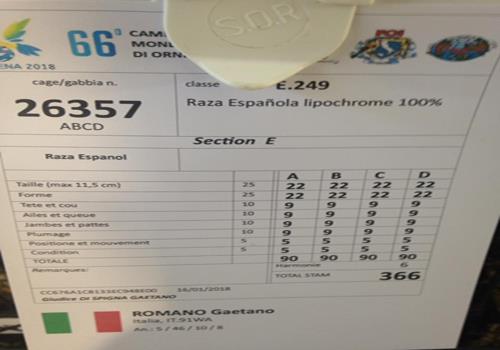 S.O.R.
66°
ENA 2018
cage/gabbia n.
26357
ABCD
classe
E.249
Raza Española lipochrome 100%
Section E
Raza Espanol
A B C D
Taille (max 11,5 cm) 25 22 22 22 22
Forme 25 22 22 22 22
Tete et cou 10 9 9 9 9
Ailes et queue 10 9 9 9 9
Jambes et pattes 10 9 9 9 9
Plumage 10 9 9 9 9
Positione et mouvement 5 5 5 5 5
Condition 5 5 5 5 5
TOTALE 90 90 90 90
Remarques: Harmonie 6
TOTAL STAM 366
16/01/2018
Giudice DI SPIGNA GAETANO
ROMANO Gaetano
Italia, IT.91WA
An.: 5 / 46 / 10 / 8